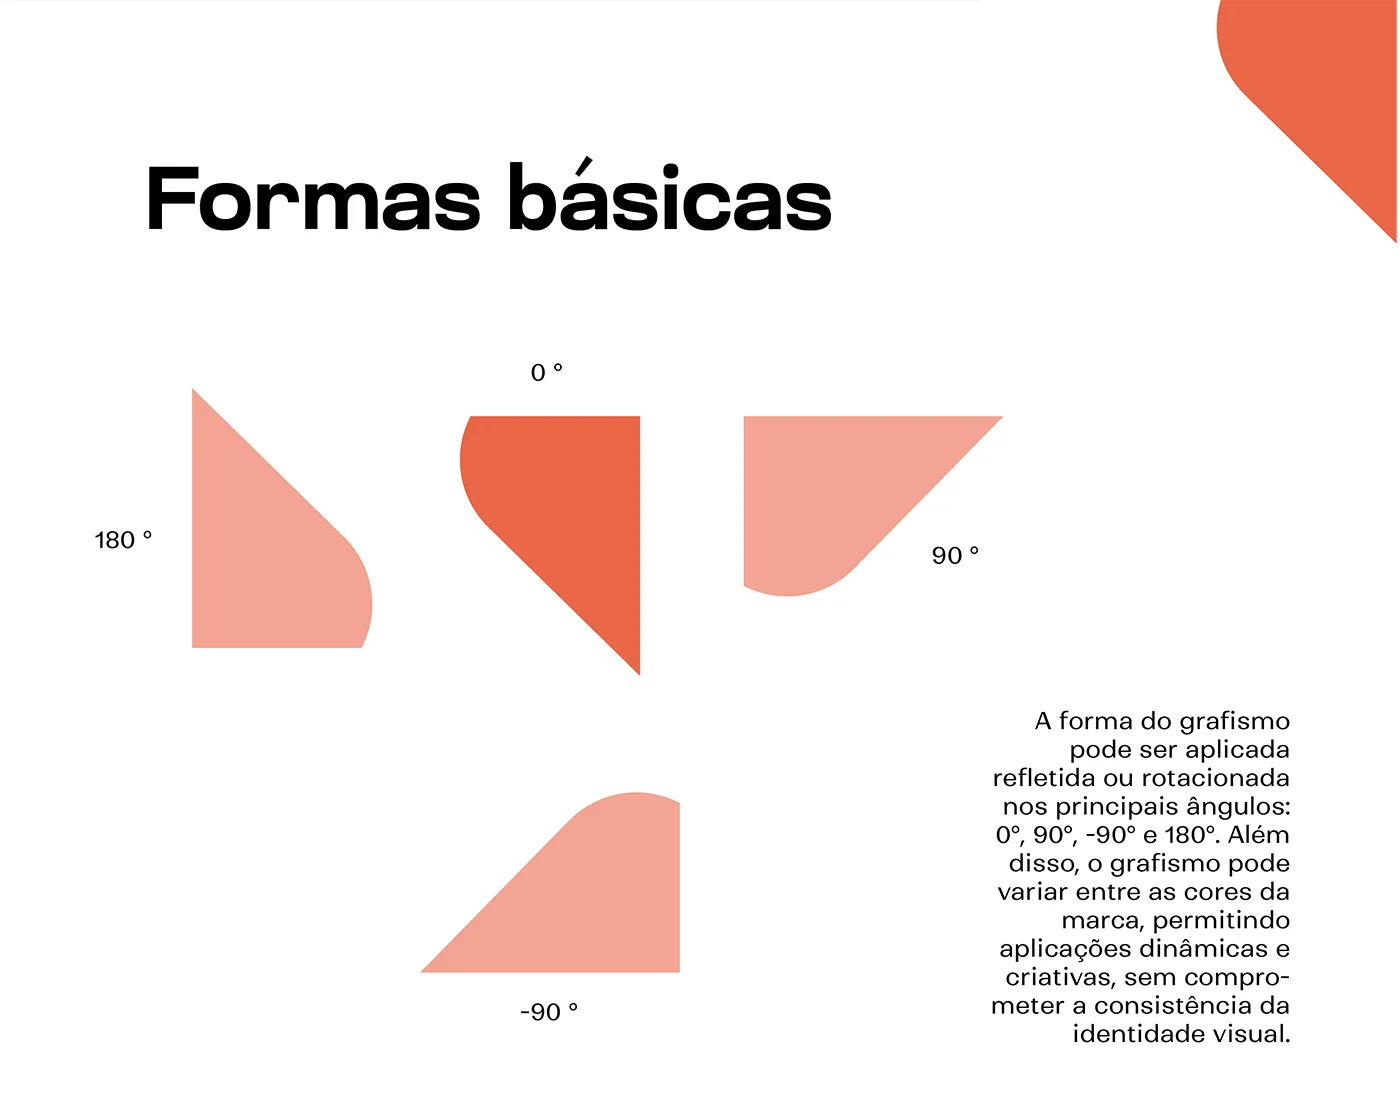 Formas básicas
0 °
180 °
90 °
-90 °
A forma do grafismo
pode ser aplicada
refletida ou rotacionada
nos principais ângulos:
0°, 90°, -90° e 180°. Além
disso, o grafismo pode
variar entre as cores da
marca, permitindo
aplicações dinâmicas e
criativas, sem compro-
meter a consistência da
identidade visual.